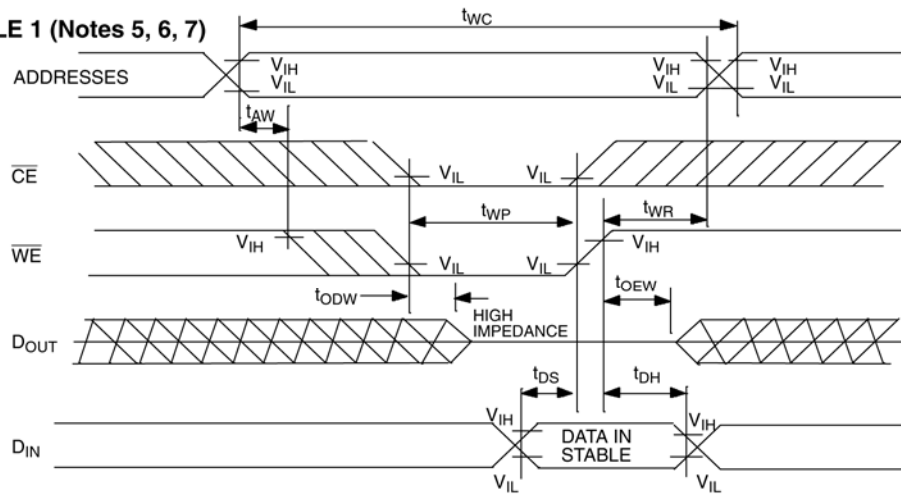 LE 1 (Notes 5, 6, 7)
tWC
ADDRESSES
VIH
VIL
VIH
VIL
VIH
VIL
tAW
CE
VIL
VIL
tWP
tWR
WE
VIH
VIL
VIL
VIH
tODW
tOEW
HIGH
IMPEDANCE
DOUT
tDS
tDH
VIH
VIH
DIN
DATA IN
STABLE
VIL
VIL